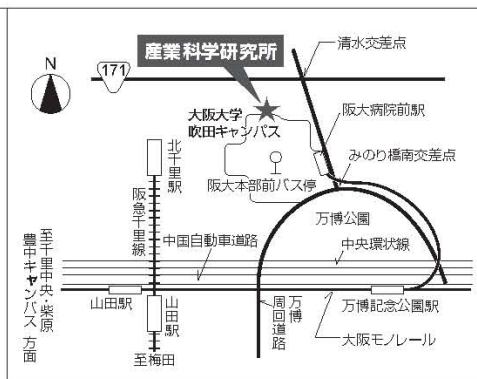 産業科学研究所
清水交差点
N
171
大阪大学
吹田キャンパス
阪大病院前駅
北千里駅
みのり橋南交差点
阪大本部前バス停
阪急千里線
万博公園
中国自動車道路
中央環状線
至千里中央・柴原
豊中キャンパス 方面
山田駅
山田駅
万博
周回道路
万博記念公園駅
大阪モノレール
至梅田